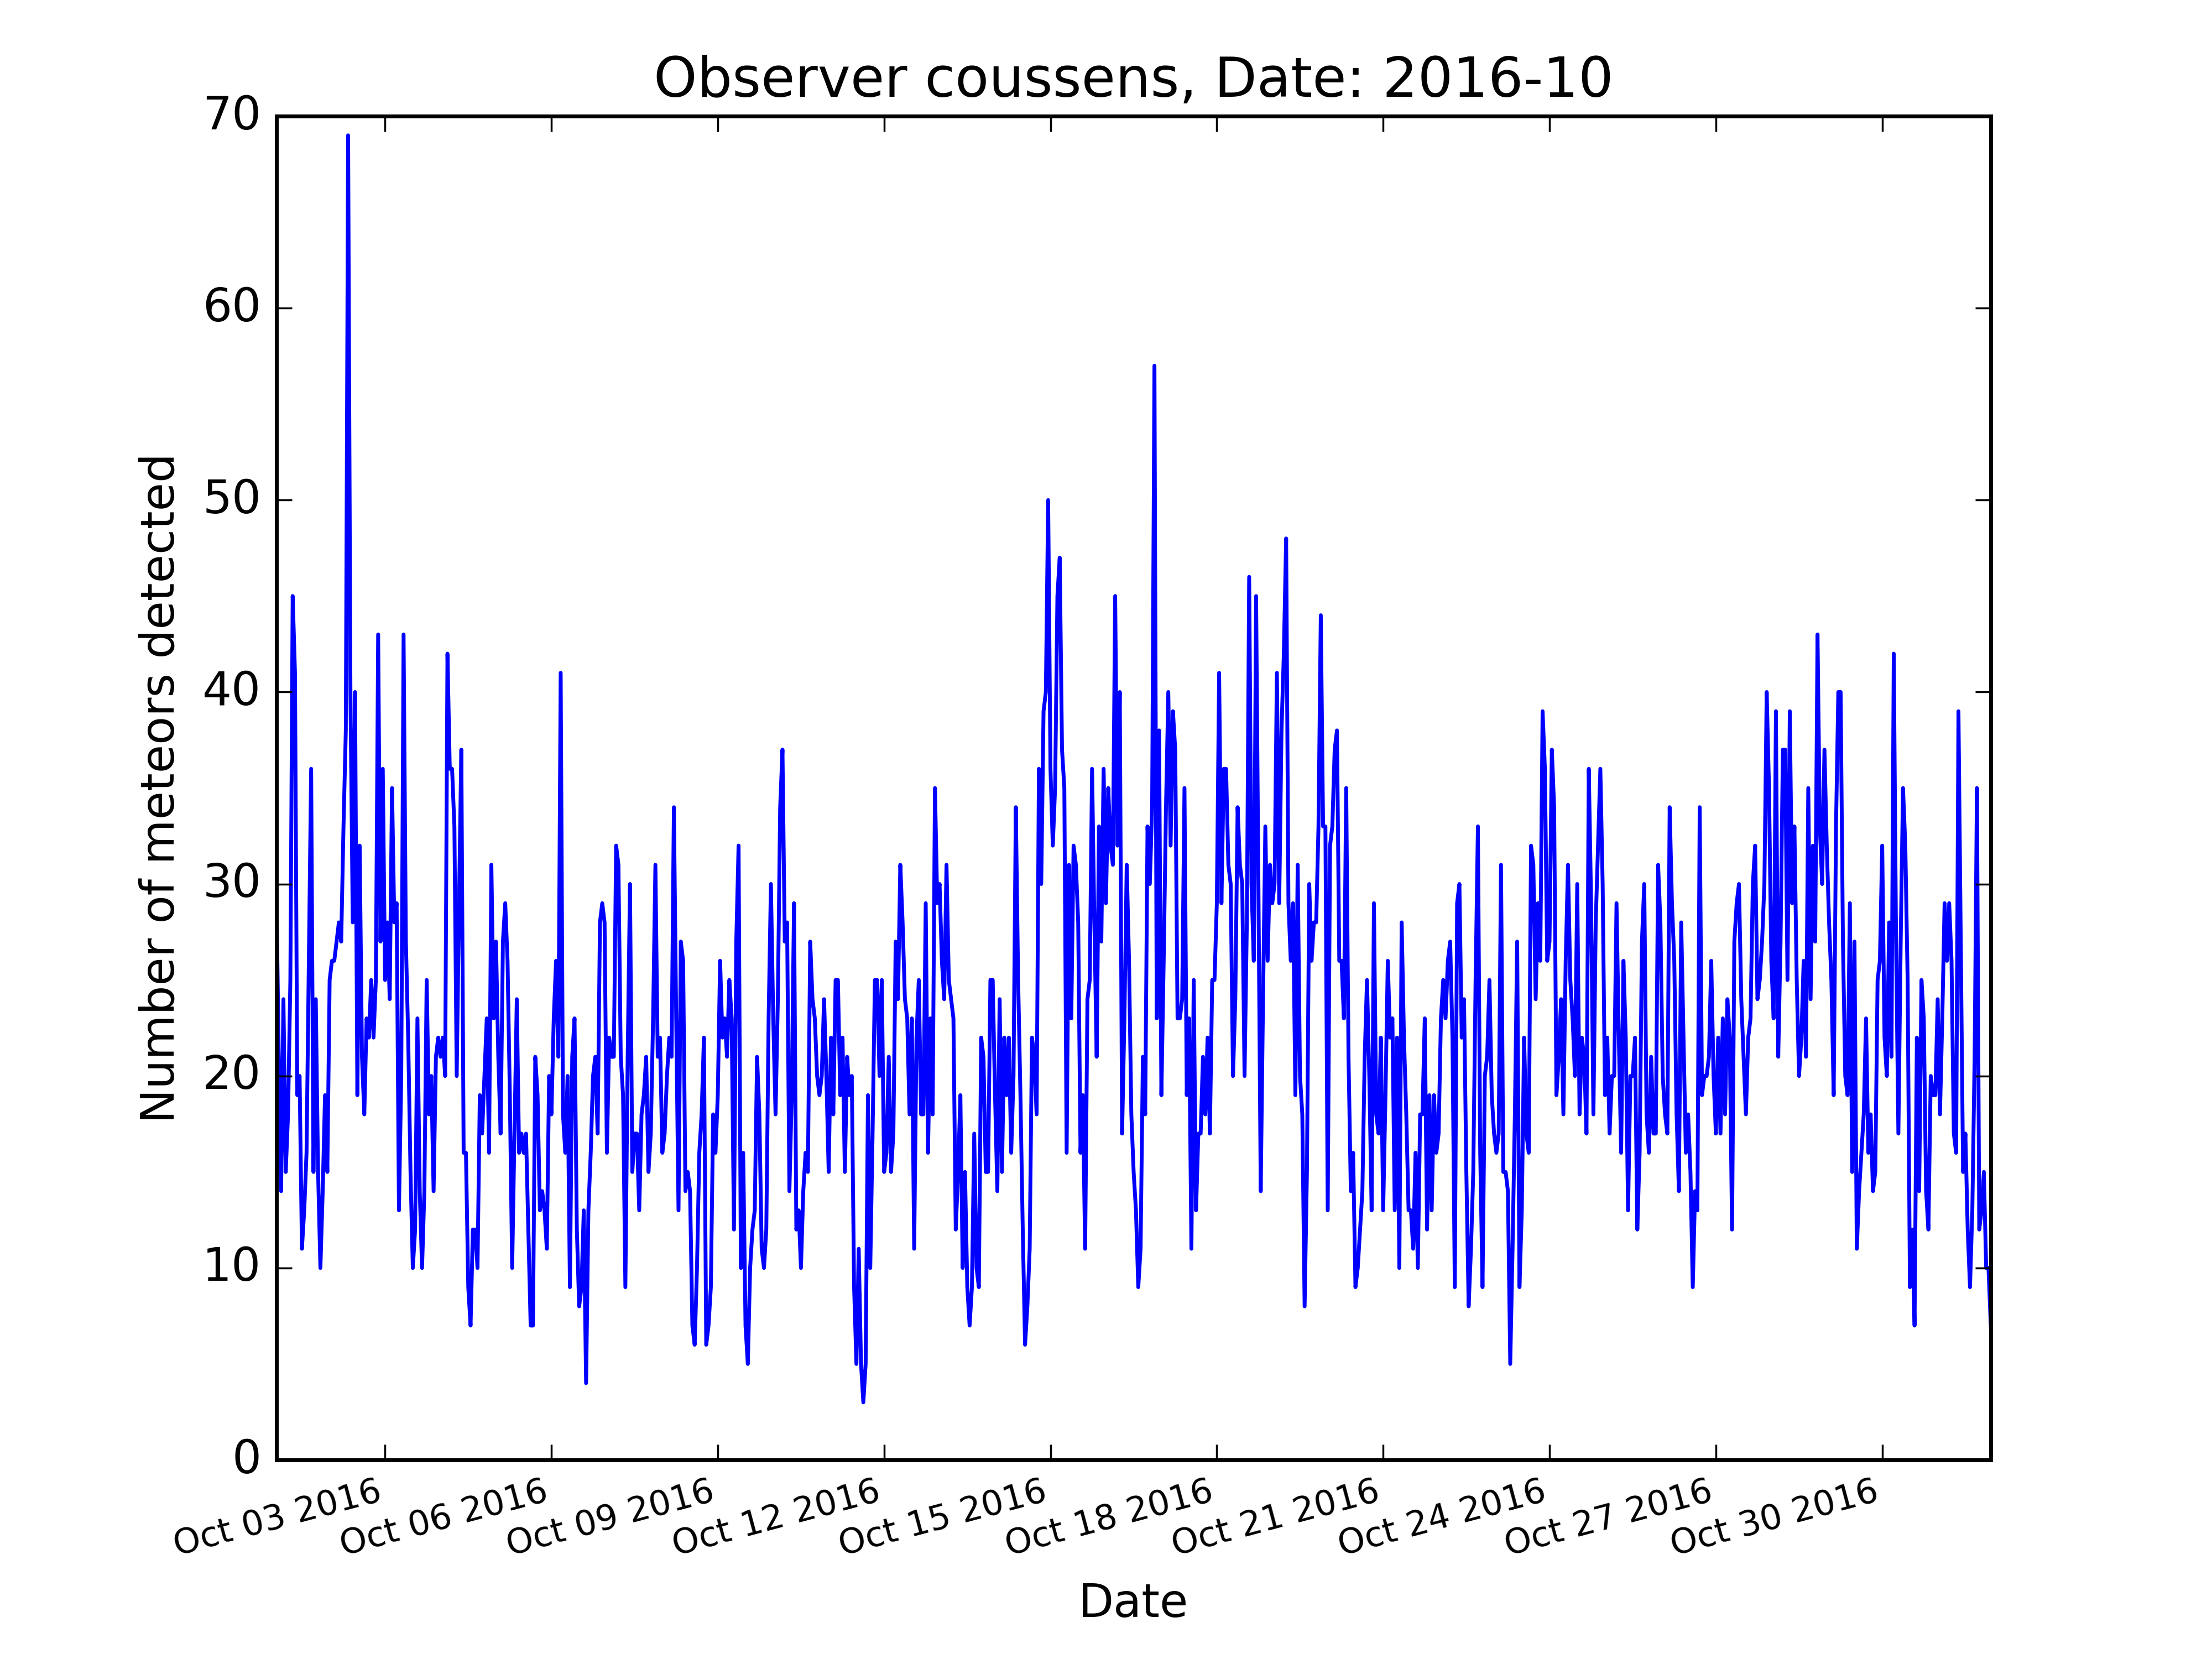 Observer coussens, Date: 2016-10
Number of meteors detected
70
60
50
40
30
20
10
0
Oct 03 2016
Oct 06 2016
Oct 09 2016
Oct 12 2016
Oct 15 2016
Oct 18 2016
Oct 21 2016
Oct 24 2016
Oct 27 2016
Oct 30 2016
Date